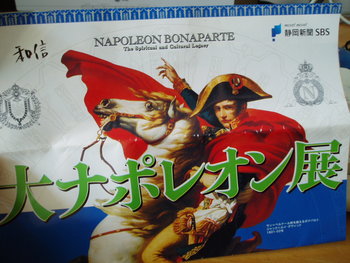 NAPOLEON BONAPARTE
The Spiritual and Cultural Legacy
静岡新聞 SBS
和信
N
大ナポレオン展